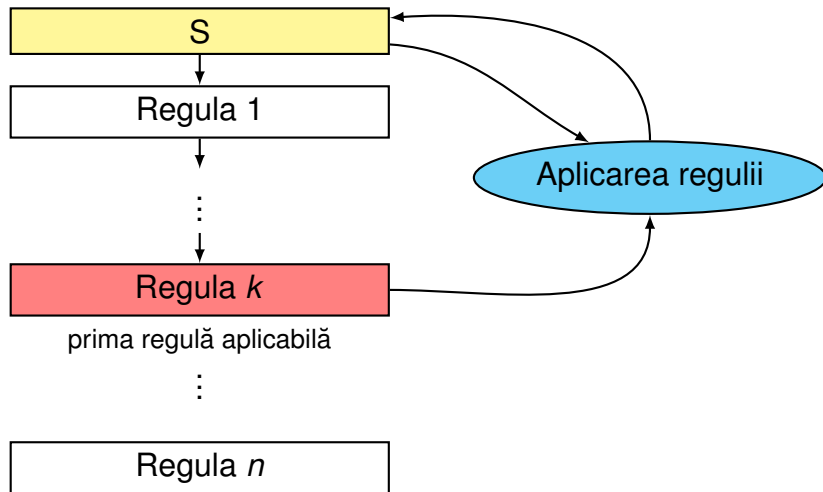 S
Regula 1
Aplicarea regulii
⋮
Regula k
prima regulă aplicabilă
⋮
Regula n